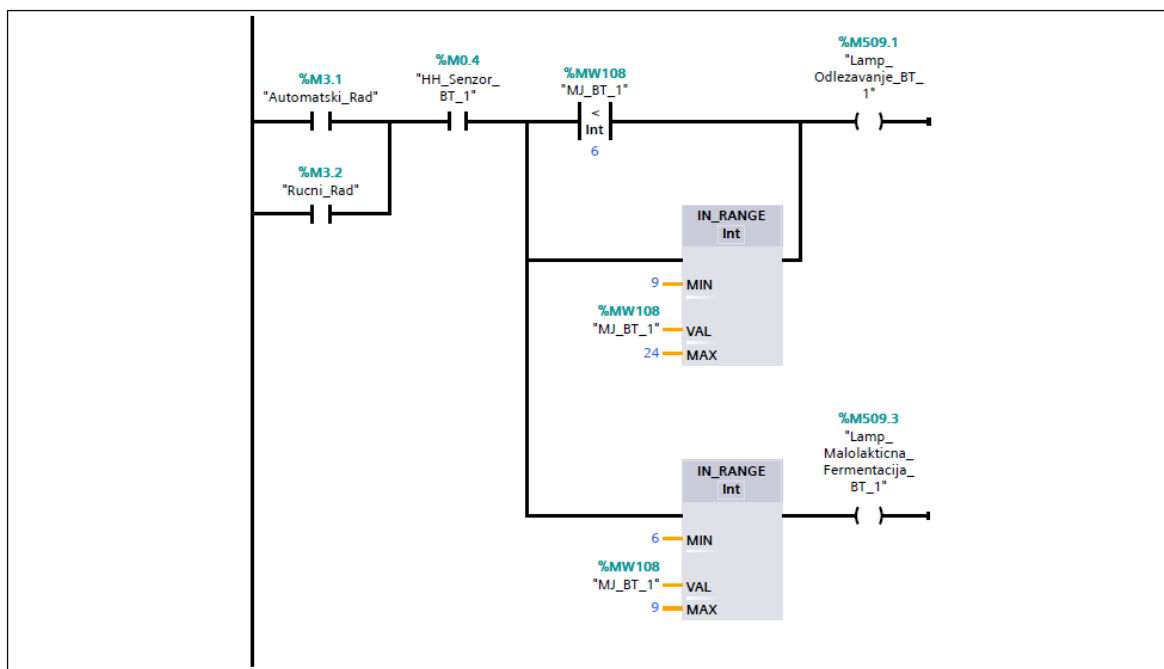 %M3.1
"Automatski_Rad"
%M0.4
"HH_Senzor_
BT_1"
%MW108
"MJ_BT_1"
<
Int
6
%M509.1
"Lamp_
Odlezavanje_BT_
1"
%M3.2
"Rucni_Rad"
IN_RANGE
Int
9 MIN
%MW108
"MJ_BT_1" VAL
24 MAX
%M509.3
"Lamp_
Malolakticna_
Fermentacija_
BT_1"
IN_RANGE
Int
6 MIN
%MW108
"MJ_BT_1" VAL
9 MAX